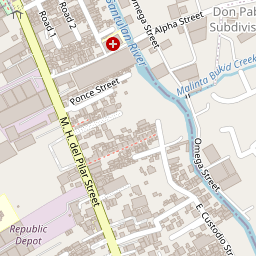 Road 1
Road 2
Santulan River
Omega Street
Alpha Street
Don Pab
Subdivis
Malinta Bukid Creek
Ponce Street
M. H. del Pilar Street
Omega Street
E. Custodio Stre
Republic
Depot